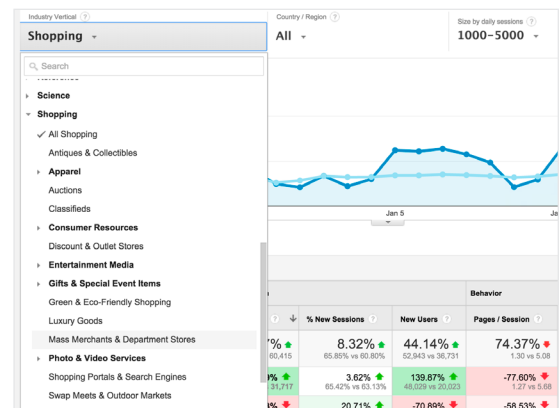 Industry Vertical ?
Country / Region ?
Size by daily sessions ?
Shopping
All
1000-5000
Search
Science
Shopping
All Shopping
Antiques & Collectibles
Apparel
Auctions
Classifieds
Consumer Resources
Discount & Outlet Stores
Entertainment Media
Gifts & Special Event Items
Green & Eco-Friendly Shopping
Luxury Goods
Mass Merchants & Department Stores
Photo & Video Services
Shopping Portals & Search Engines
Swap Meets & Outdoor Markets
Jan 5
Ja
Behavior
? % New Sessions ? New Users ? Pages / Session ?
% 8.32% 44.14% 74.37%
60,415 65.85% vs 60.80% 52,943 vs 36,731 1.30 vs 5.08
% 3.62% 139.87% -77.60%
31,717 65.42% vs 63.13% 48,029 vs 20,023 1.27 vs 5.68
% 20.71% -70.89% -58.53%